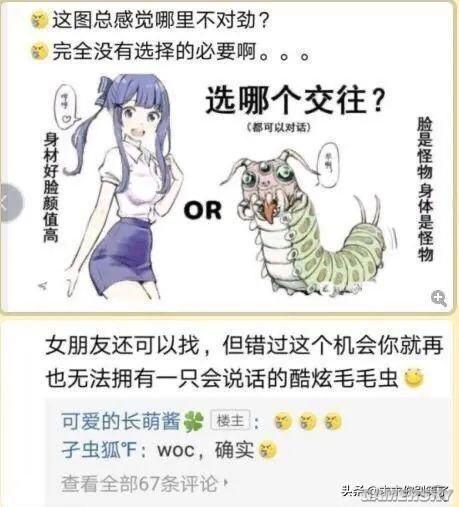 这图总感觉哪里不对劲?
完全没有选择的必要啊。。。
选哪个交往?
(都可以对话)
身材好脸颜值高
OR
脸是怪物 身体是怪物
女朋友还可以找，但错过这个机会你就再
也无法拥有一只会说话的酷炫毛毛虫
可爱的长萌酱 楼主：
孑虫狐℉：woc，确实
查看全部67条评论